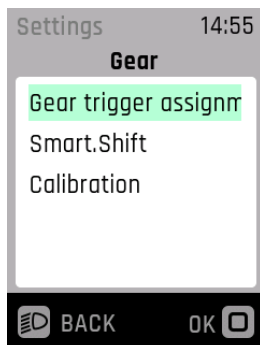 Settings 14:55
Gear
Gear trigger assignm
Smart.Shift
Calibration
BACK OK